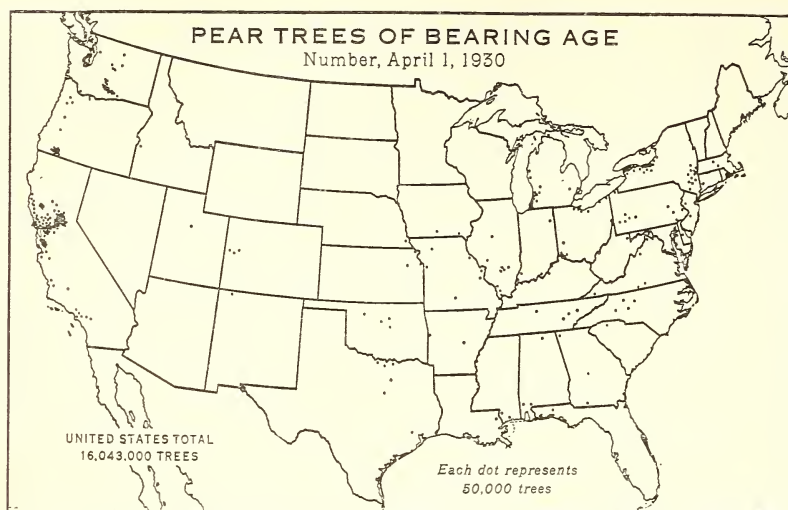 PEAR TREES OF BEARING AGE
Number, April 1, 1930
UNITED STATES TOTAL
16,043,000 TREES
Each dot represents
50,000 trees